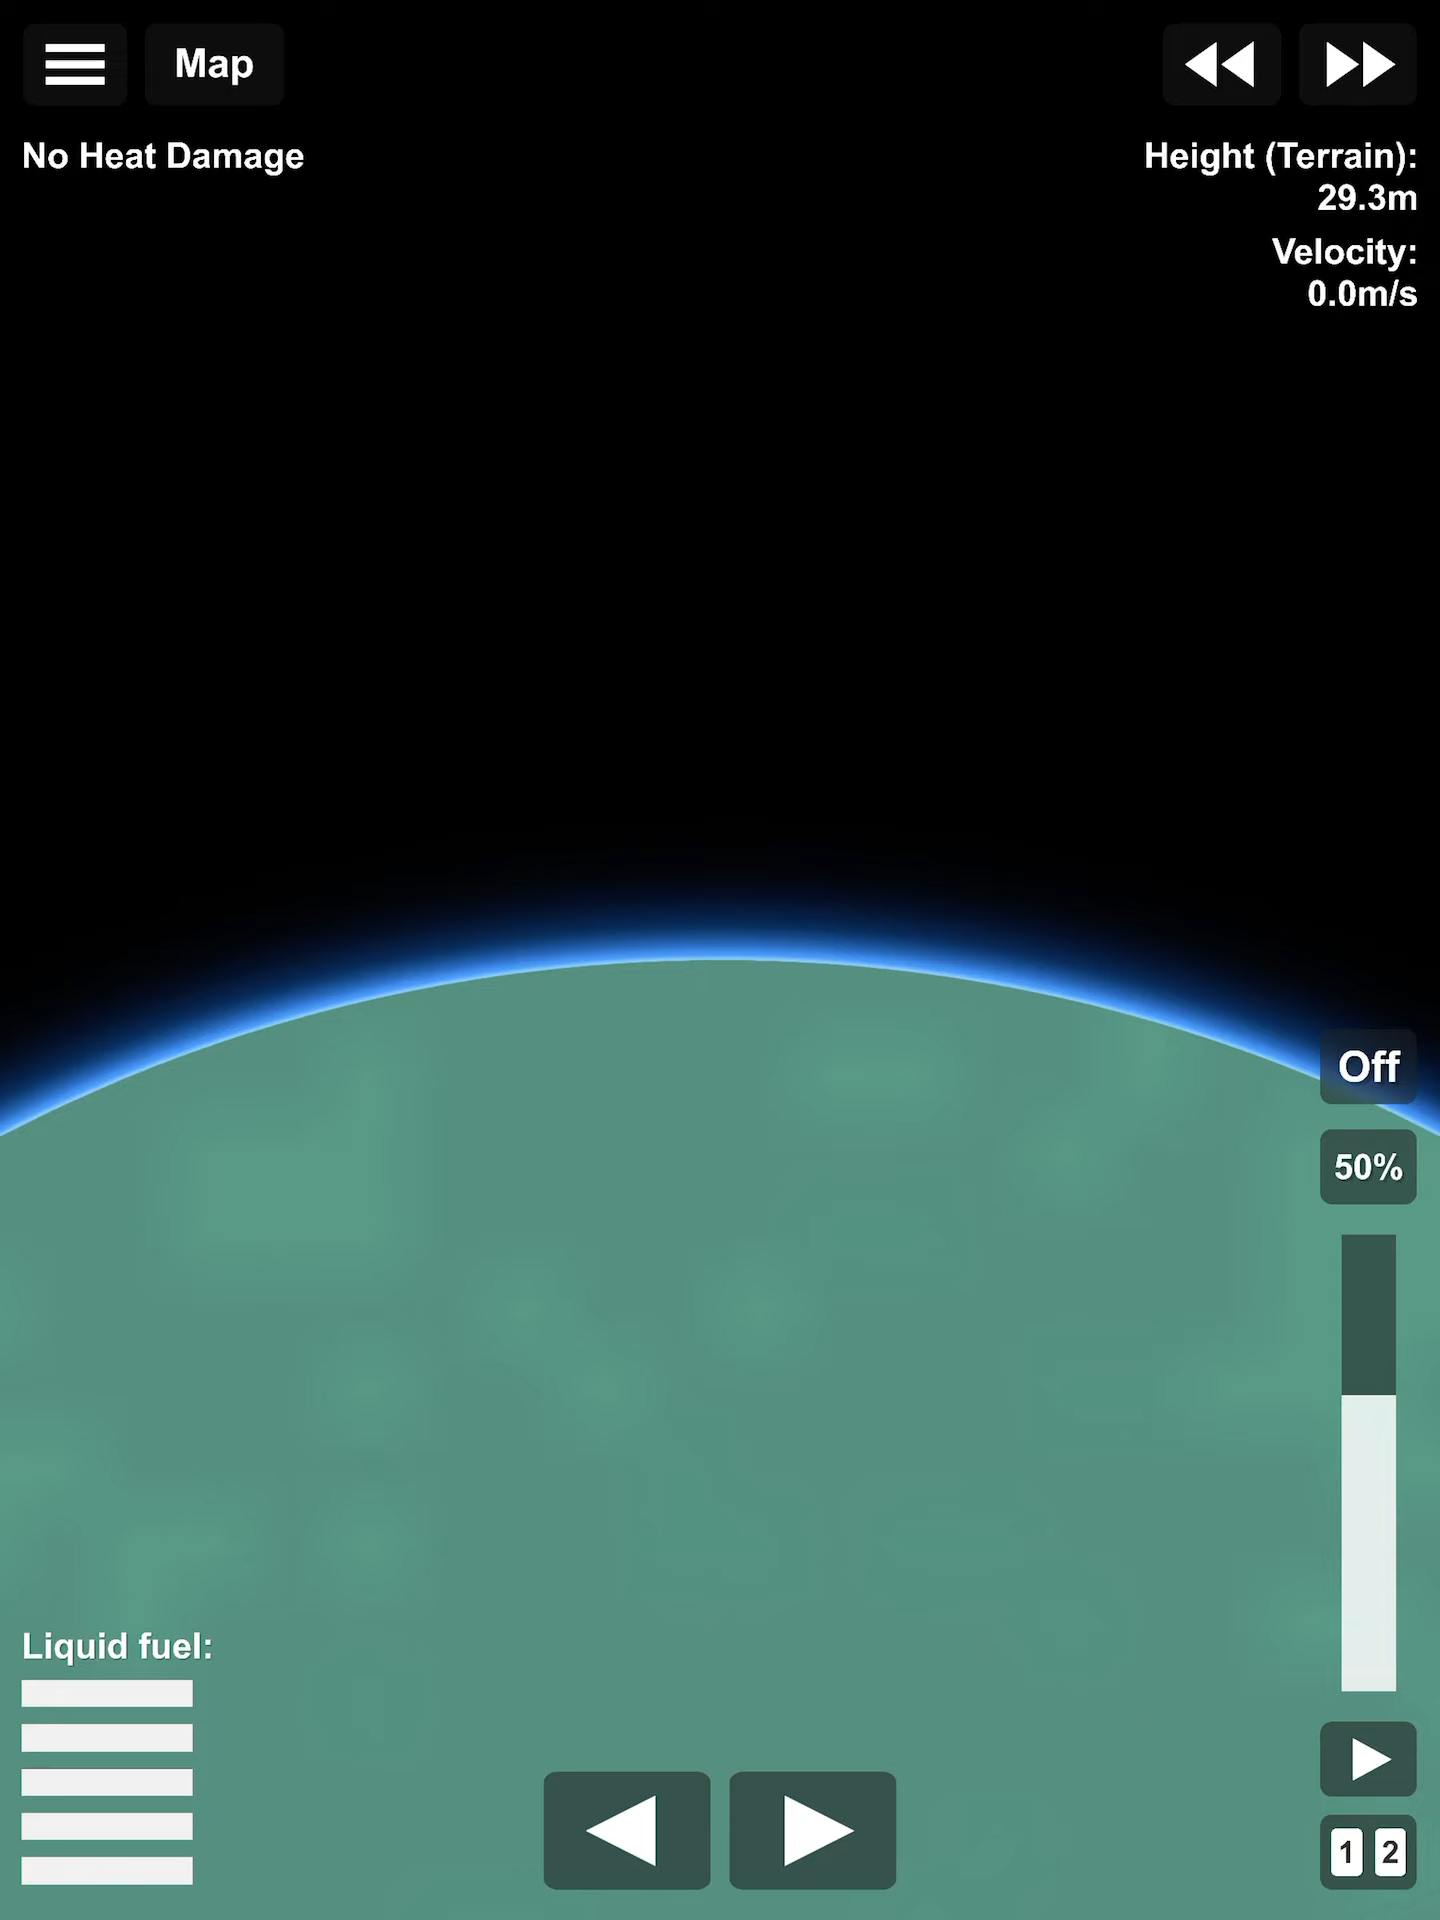 Map
No Heat Damage
Height (Terrain):
29.3m
Velocity:
0.0m/s
Off
50%
Liquid fuel:
1 2